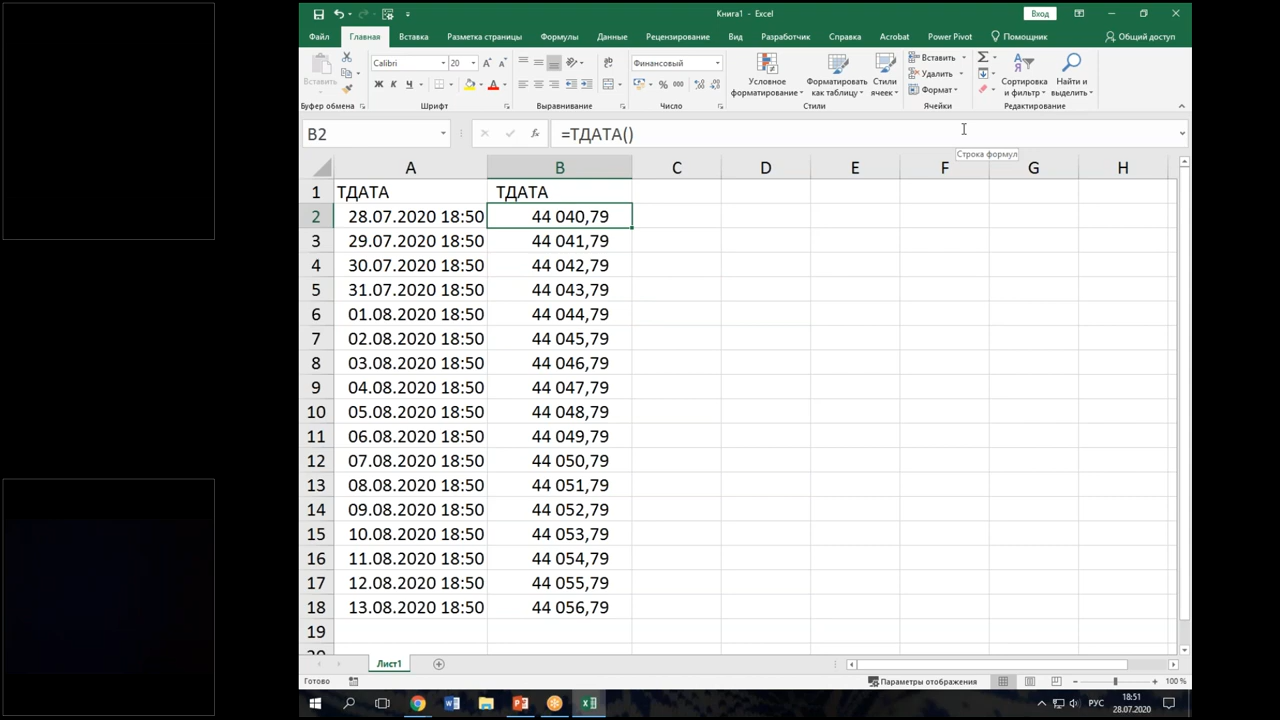 Книга1 - Excel
Вход
Файл Главная Вставка Разметка страницы Формулы Данные Рецензирование Вид Разработчик Справка Acrobat Power Pivot Помощник Общий доступ
Вставить
Calibri 20
Ж К Ч
Финансовый
% 000
Условное форматирование
Форматировать как таблицу
Стили ячеек
Вставить
Удалить
Формат
Сортировка и фильтр
Найти и выделить
Буфер обмена Шрифт Выравнивание Число Стили Ячейки Редактирование
B2 fx =ТДАТА()
Строка формул
A B C D E F G H
1 ТДАТА ТДАТА
2 28.07.2020 18:50 44 040,79
3 29.07.2020 18:50 44 041,79
4 30.07.2020 18:50 44 042,79
5 31.07.2020 18:50 44 043,79
6 01.08.2020 18:50 44 044,79
7 02.08.2020 18:50 44 045,79
8 03.08.2020 18:50 44 046,79
9 04.08.2020 18:50 44 047,79
10 05.08.2020 18:50 44 048,79
11 06.08.2020 18:50 44 049,79
12 07.08.2020 18:50 44 050,79
13 08.08.2020 18:50 44 051,79
14 09.08.2020 18:50 44 052,79
15 10.08.2020 18:50 44 053,79
16 11.08.2020 18:50 44 054,79
17 12.08.2020 18:50 44 055,79
18 13.08.2020 18:50 44 056,79
19
Лист1
Готово Параметры отображения 100 %
РУС
18:51
28.07.2020